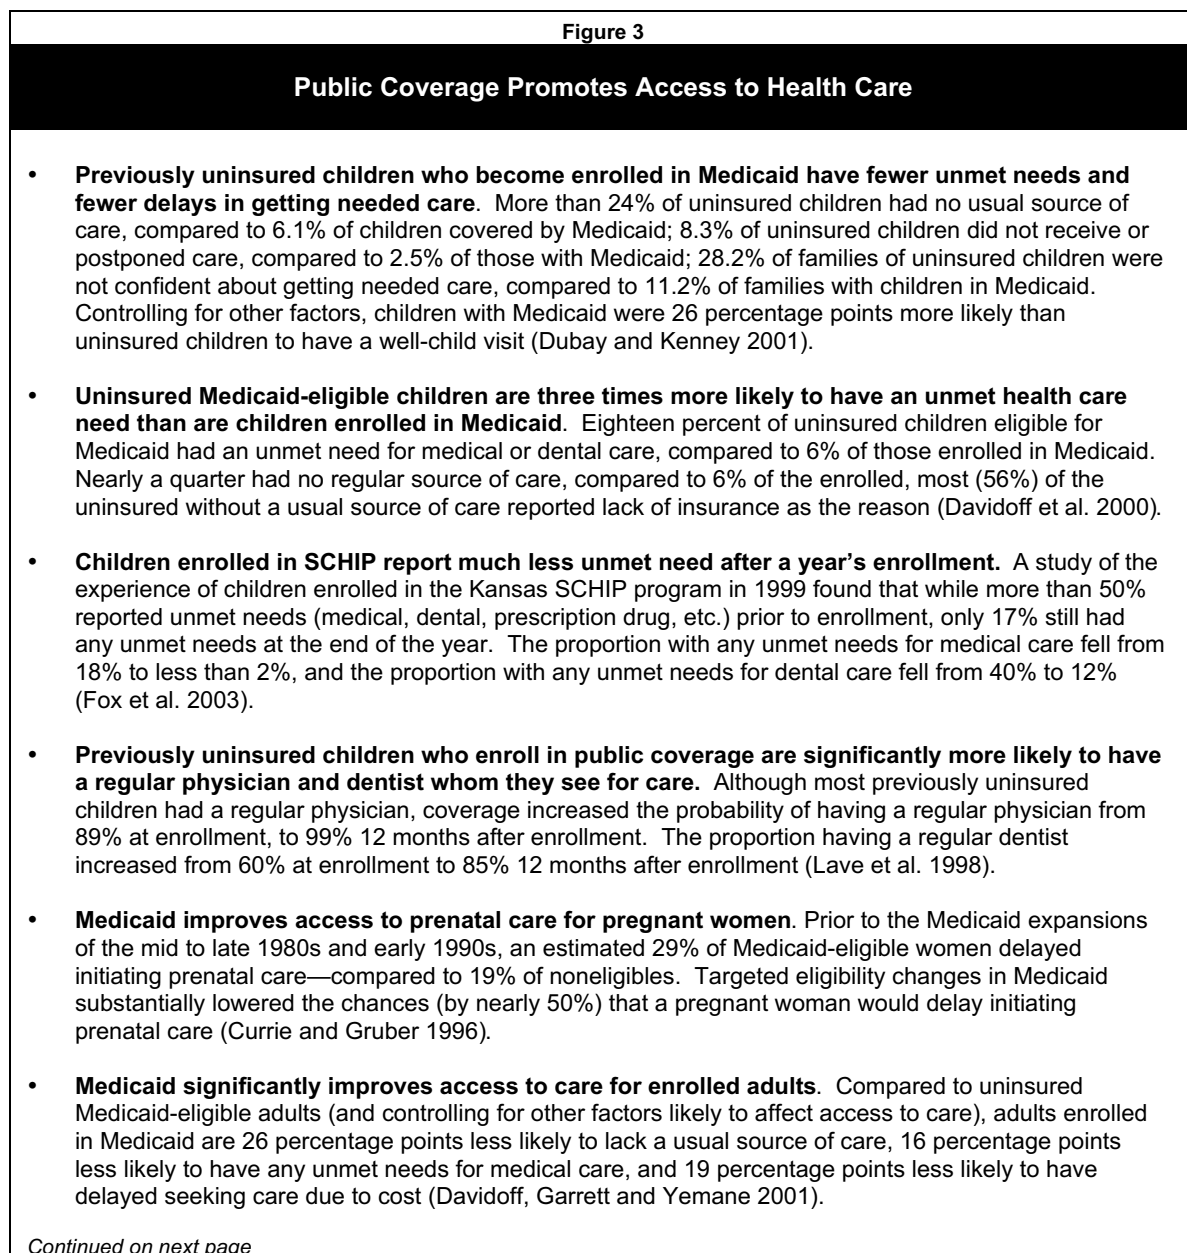 Figure 3
Public Coverage Promotes Access to Health Care
• Previously uninsured children who become enrolled in Medicaid have fewer unmet needs and
fewer delays in getting needed care. More than 24% of uninsured children had no usual source of
care, compared to 6.1% of children covered by Medicaid; 8.3% of uninsured children did not receive or
postponed care, compared to 2.5% of those with Medicaid; 28.2% of families of uninsured children were
not confident about getting needed care, compared to 11.2% of families with children in Medicaid.
Controlling for other factors, children with Medicaid were 26 percentage points more likely than
uninsured children to have a well-child visit (Dubay and Kenney 2001).
• Uninsured Medicaid-eligible children are three times more likely to have an unmet health care
need than are children enrolled in Medicaid. Eighteen percent of uninsured children eligible for
Medicaid had an unmet need for medical or dental care, compared to 6% of those enrolled in Medicaid.
Nearly a quarter had no regular source of care, compared to 6% of the enrolled, most (56%) of the
uninsured without a usual source of care reported lack of insurance as the reason (Davidoff et al. 2000).
• Children enrolled in SCHIP report much less unmet need after a year's enrollment. A study of the
experience of children enrolled in the Kansas SCHIP program in 1999 found that while more than 50%
reported unmet needs (medical, dental, prescription drug, etc.) prior to enrollment, only 17% still had
any unmet needs at the end of the year. The proportion with any unmet needs for medical care fell from
18% to less than 2%, and the proportion with any unmet needs for dental care fell from 40% to 12%
(Fox et al. 2003).
• Previously uninsured children who enroll in public coverage are significantly more likely to have
a regular physician and dentist whom they see for care. Although most previously uninsured
children had a regular physician, coverage increased the probability of having a regular physician from
89% at enrollment, to 99% 12 months after enrollment. The proportion having a regular dentist
increased from 60% at enrollment to 85% 12 months after enrollment (Lave et al. 1998).
• Medicaid improves access to prenatal care for pregnant women. Prior to the Medicaid expansions
of the mid to late 1980s and early 1990s, an estimated 29% of Medicaid-eligible women delayed
initiating prenatal care—compared to 19% of noneligibles. Targeted eligibility changes in Medicaid
substantially lowered the chances (by nearly 50%) that a pregnant woman would delay initiating
prenatal care (Currie and Gruber 1996).
• Medicaid significantly improves access to care for enrolled adults. Compared to uninsured
Medicaid-eligible adults (and controlling for other factors likely to affect access to care), adults enrolled
in Medicaid are 26 percentage points less likely to lack a usual source of care, 16 percentage points
less likely to have any unmet needs for medical care, and 19 percentage points less likely to have
delayed seeking care due to cost (Davidoff, Garrett and Yemane 2001).
Continued on next page